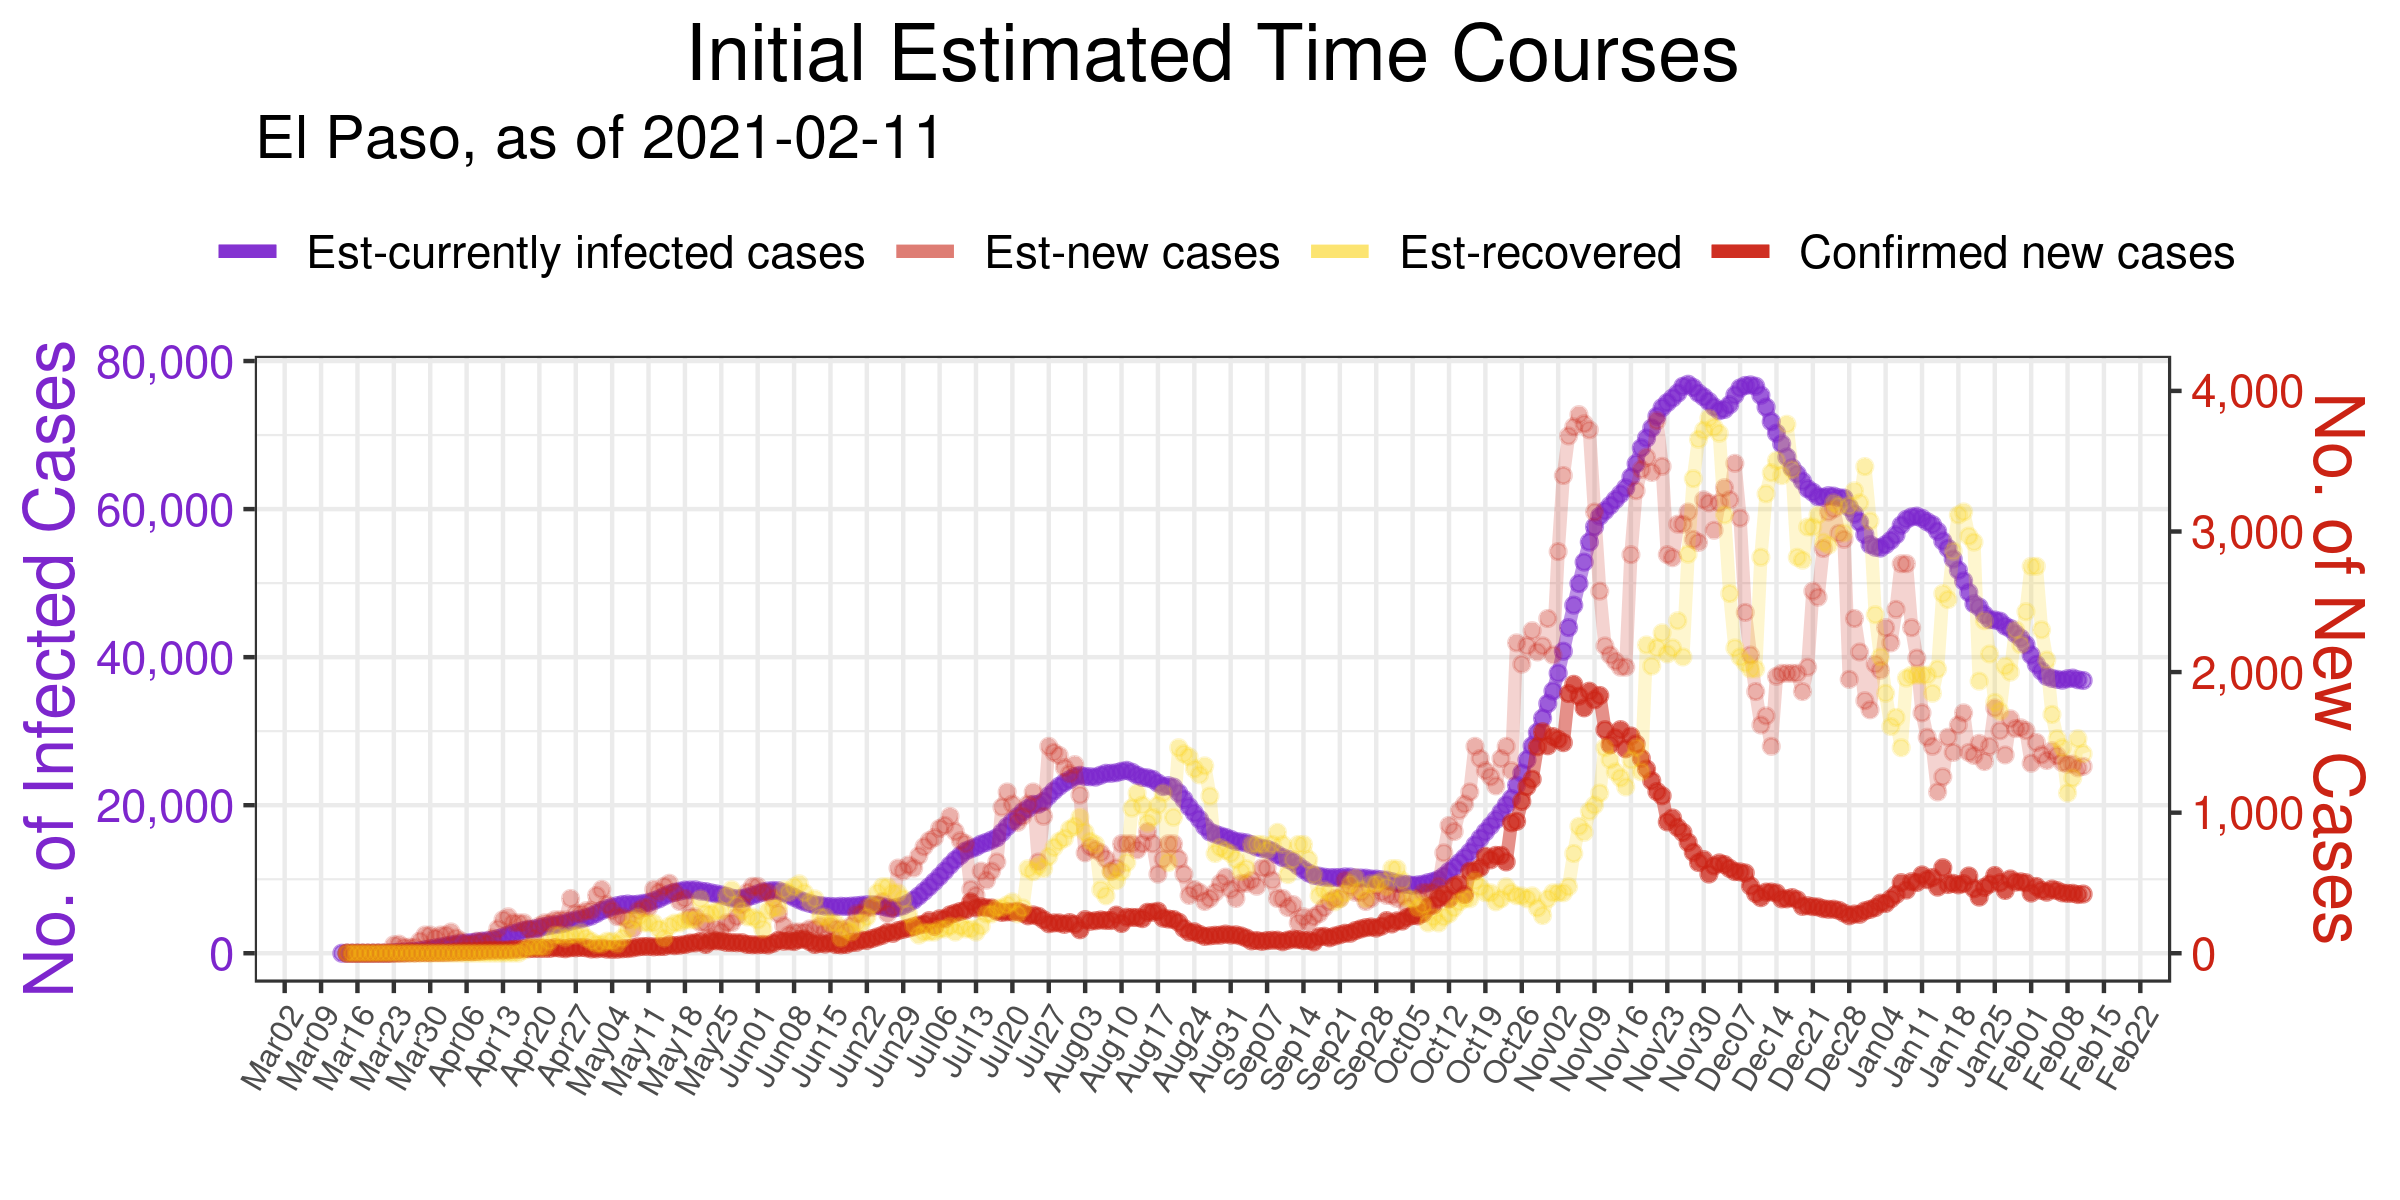 Initial Estimated Time Courses
El Paso, as of 2021-02-11
Est-currently infected cases Est-new cases Est-recovered Confirmed new cases
No. of Infected Cases
80,000
60,000
40,000
20,000
0
4,000
3,000
2,000
1,000
0
No. of New Cases
Mar02 Mar09 Mar16 Mar23 Mar30 Apr06 Apr13 Apr20 Apr27 May04 May11 May18 May25 Jun01 Jun08 Jun15 Jun22 Jun29 Jul06 Jul13 Jul20 Jul27 Aug03 Aug10 Aug17 Aug24 Aug31 Sep07 Sep14 Sep21 Sep28 Oct05 Oct12 Oct19 Oct26 Nov02 Nov09 Nov16 Nov23 Nov30 Dec07 Dec14 Dec21 Dec28 Jan04 Jan11 Jan18 Jan25 Feb01 Feb08 Feb15 Feb22